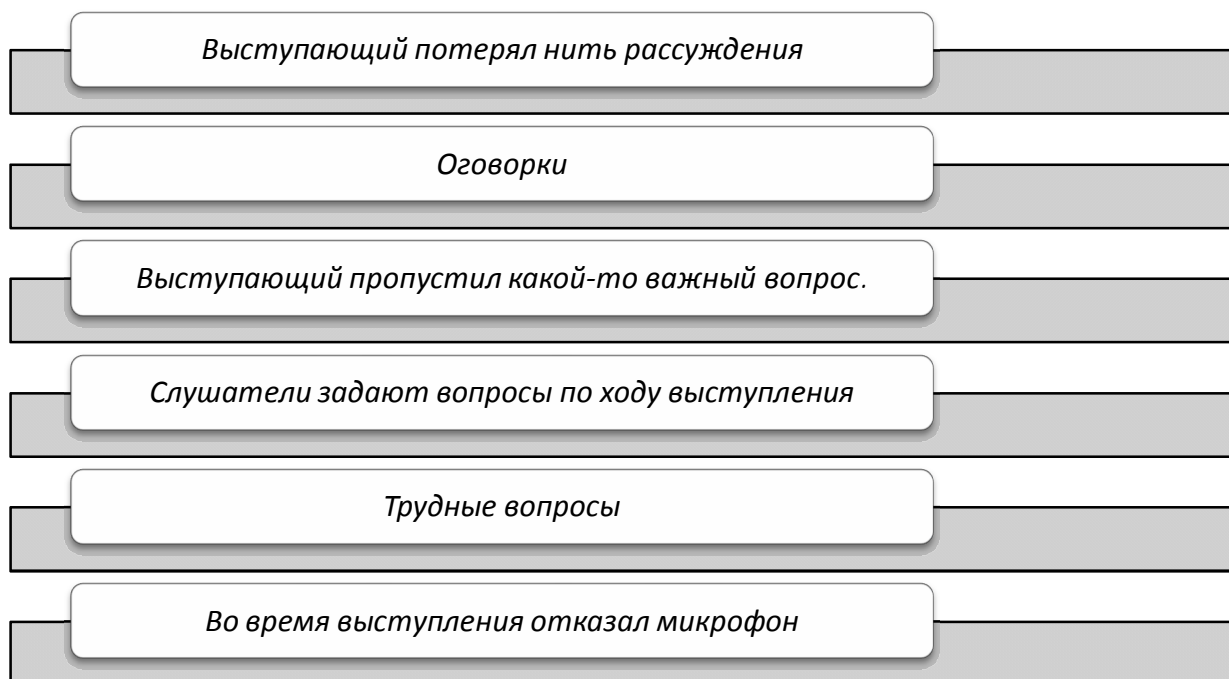 Выступающий потерял нить рассуждения
Оговорки
Выступающий пропустил какой-то важный вопрос.
Слушатели задают вопросы по ходу выступления
Трудные вопросы
Во время выступления отказал микрофон